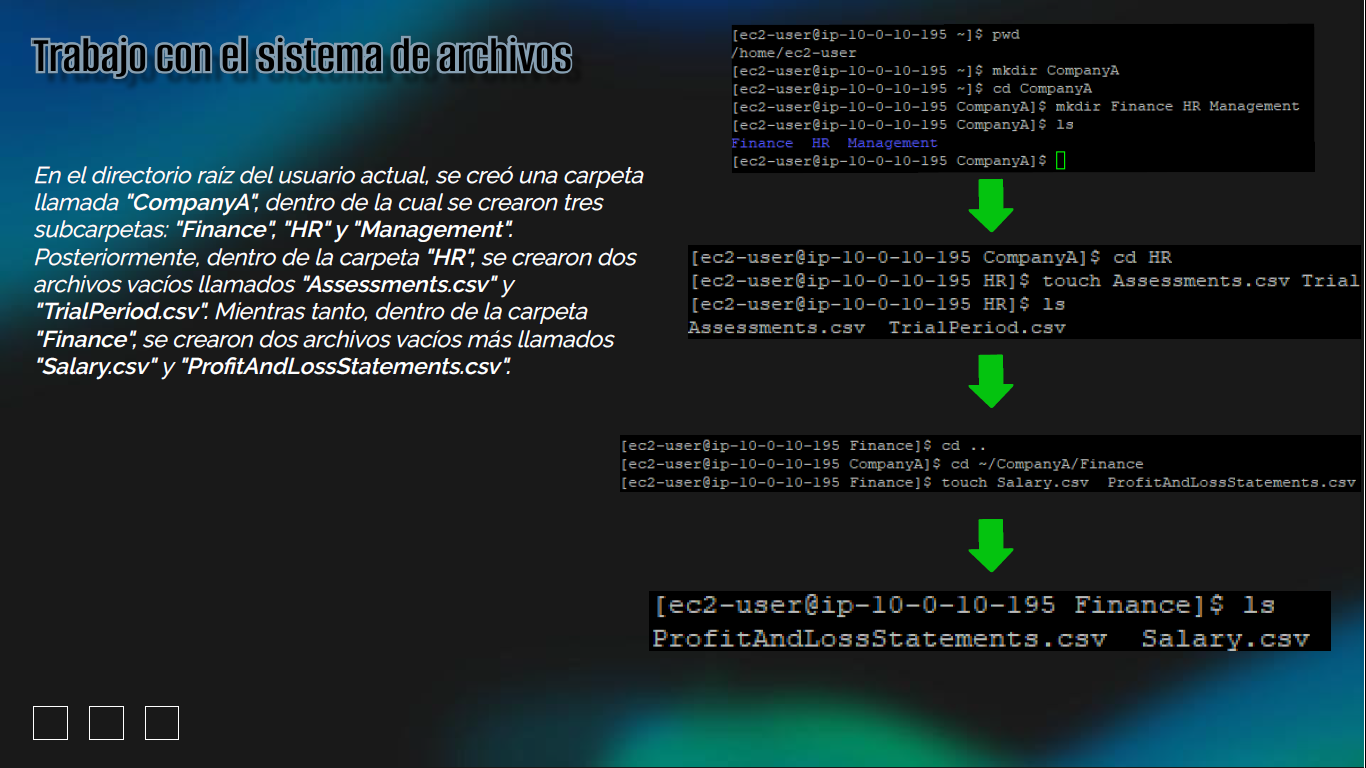 Trabajo con el sistema de archivos
En el directorio raíz del usuario actual, se creó una carpeta
llamada "CompanyA", dentro de la cual se crearon tres
subcarpetas: "Finance", "HR" y "Management".
Posteriormente, dentro de la carpeta "HR", se crearon dos
archivos vacíos llamados "Assessments.csv" y
"TrialPeriod.csv". Mientras tanto, dentro de la carpeta
"Finance", se crearon dos archivos vacíos más llamados
"Salary.csv" y "ProfitAndLossStatements.csv".
[ec2-user@ip-10-0-10-195 ~]$ pwd
/home/ec2-user
[ec2-user@ip-10-0-10-195 ~]$ mkdir CompanyA
[ec2-user@ip-10-0-10-195 ~]$ cd CompanyA
[ec2-user@ip-10-0-10-195 CompanyA]$ mkdir Finance HR Management
[ec2-user@ip-10-0-10-195 CompanyA]$ ls
Finance  HR  Management
[ec2-user@ip-10-0-10-195 CompanyA]$
[ec2-user@ip-10-0-10-195 CompanyA]$ cd HR
[ec2-user@ip-10-0-10-195 HR]$ touch Assessments.csv Trial
[ec2-user@ip-10-0-10-195 HR]$ ls
Assessments.csv  TrialPeriod.csv
[ec2-user@ip-10-0-10-195 Finance]$ cd ..
[ec2-user@ip-10-0-10-195 CompanyA]$ cd ~/CompanyA/Finance
[ec2-user@ip-10-0-10-195 Finance]$ touch Salary.csv  ProfitAndLossStatements.csv
[ec2-user@ip-10-0-10-195 Finance]$ ls
ProfitAndLossStatements.csv  Salary.csv